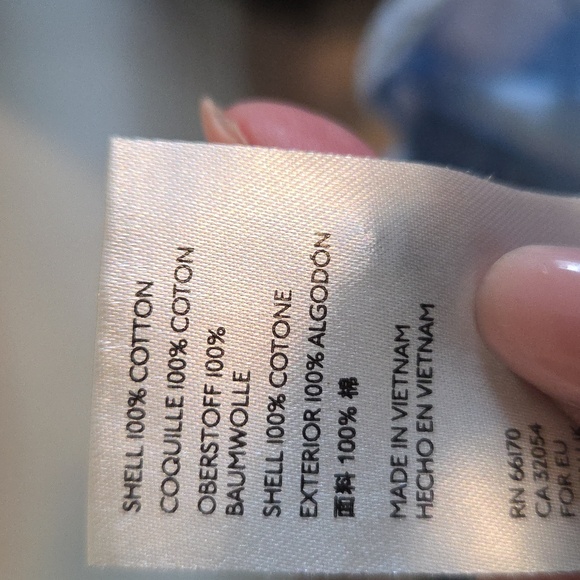 SHELL 100% COTTON
COQUILLE 100% COTON
OBERSTOFF 100%
BAUMWOLLE
SHELL 100% COTONE
EXTERIOR 100% ALGODÓN
面料 100% 棉
MADE IN VIETNAM
HECHO EN VIETNAM
RN 66170
CA 32054
FOR EU